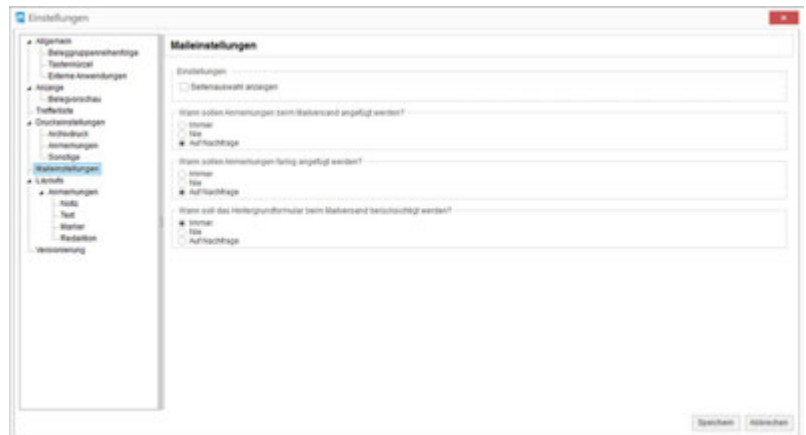 Einstellungen
Allgemein
Beleggruppenreihenfolge
Tastenkürzel
Externe Anwendungen
Anzeige
Belegvorschau
Trefferliste
Druckeinstellungen
Archivdruck
Anmerkungen
Sonstige
Maileinstellungen
Layouts
Anmerkungen
Notiz
Text
Marker
Redaktion
Versionierung
Maileinstellungen
Einstellungen
Seitenauswahl anzeigen
Wann sollen Anmerkungen beim Mailversand angefügt werden?
Immer
Nie
Auf Nachfrage
Wann sollen Anmerkungen farbig angefügt werden?
Immer
Nie
Auf Nachfrage
Wann soll das Hintergrundformular beim Mailversand berücksichtigt werden?
Immer
Nie
Auf Nachfrage
Speichern Abbrechen